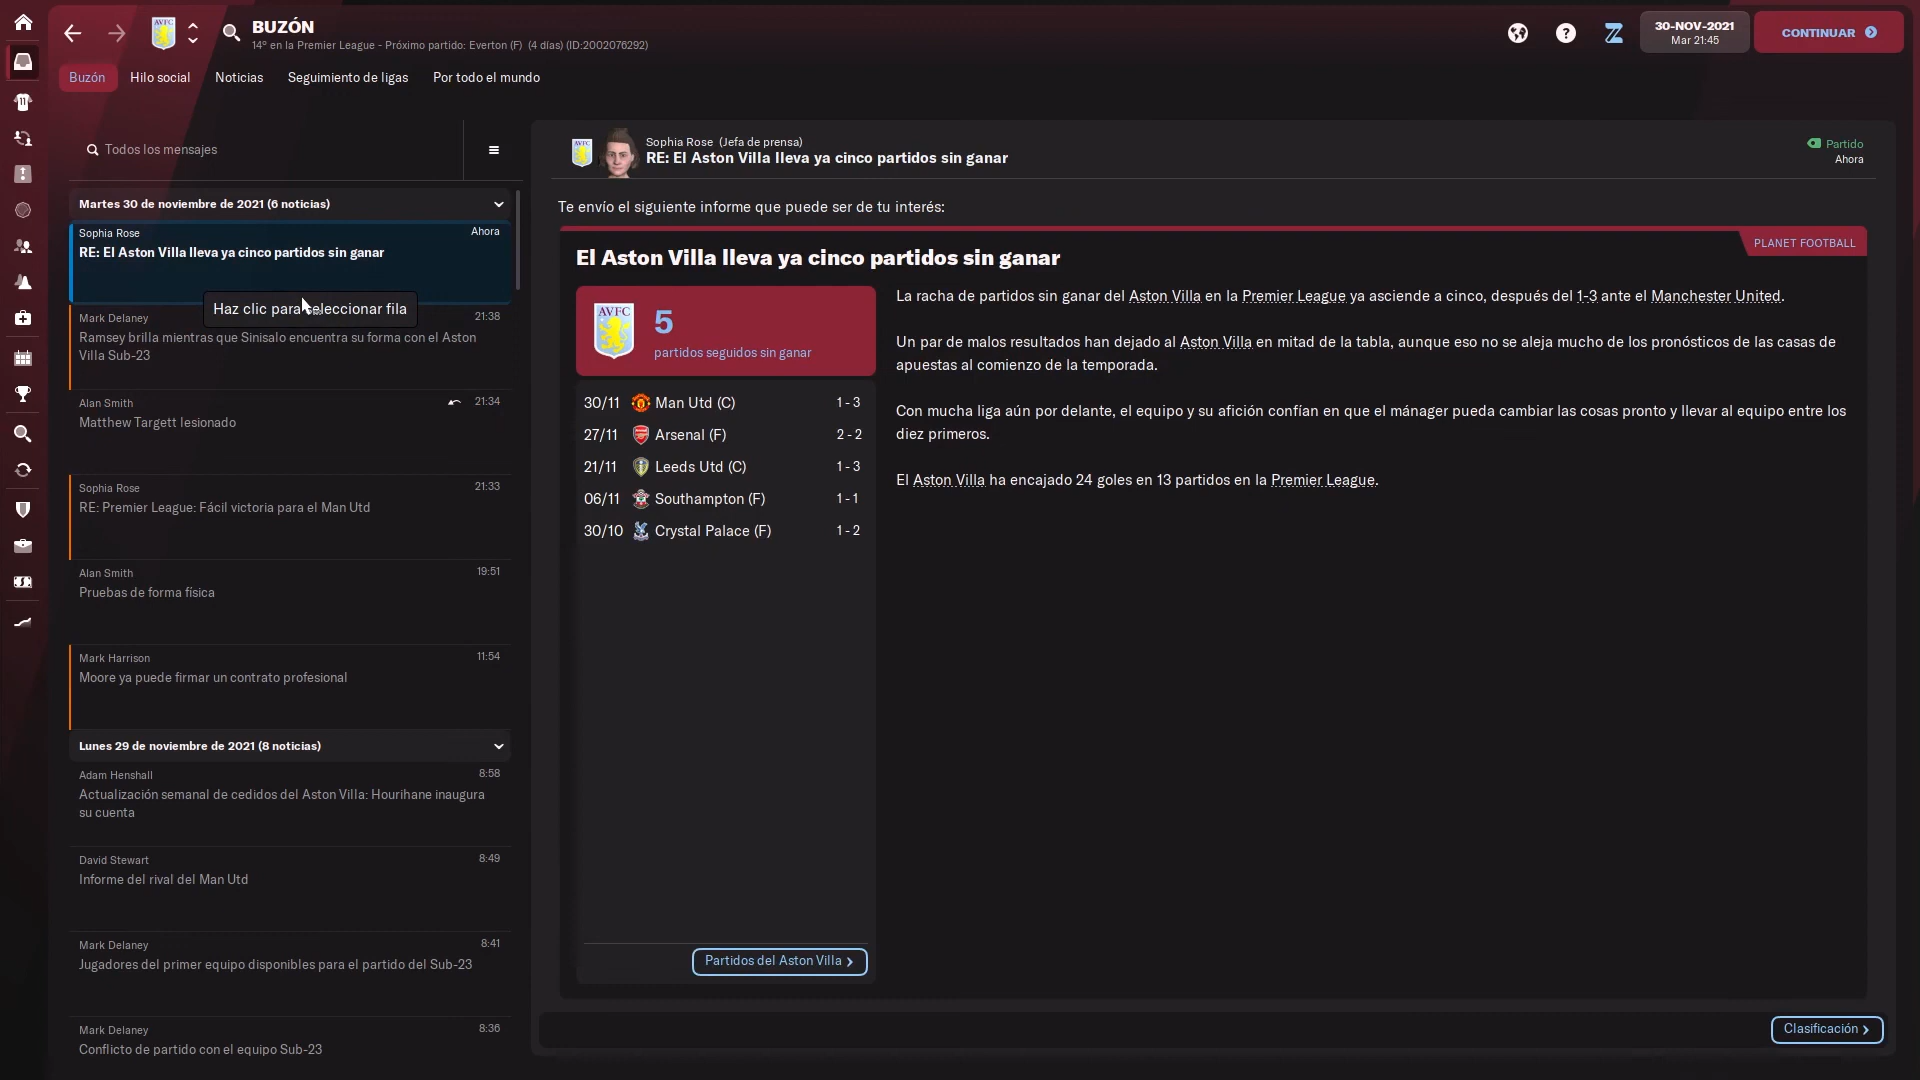 BUZÓN
14º en la Premier League - Próximo partido: Everton (F) (4 días) (ID:2002076292)
30-NOV-2021
Mar 21:45
CONTINUAR
Buzón
Hilo social
Noticias
Seguimiento de ligas
Por todo el mundo
Todos los mensajes
Martes 30 de noviembre de 2021 (6 noticias)
Sophia Rose
Ahora
RE: El Aston Villa lleva ya cinco partidos sin ganar
Haz clic para seleccionar fila
Mark Delaney
21:38
Ramsey brilla mientras que Sinisalo encuentra su forma con el Aston
Villa Sub-23
Alan Smith
21:34
Matthew Targett lesionado
Sophia Rose
21:33
RE: Premier League: Fácil victoria para el Man Utd
Alan Smith
19:51
Pruebas de forma física
Mark Harrison
11:54
Moore ya puede firmar un contrato profesional
Lunes 29 de noviembre de 2021 (8 noticias)
Adam Henshall
8:58
Actualización semanal de cedidos del Aston Villa: Hourihane inaugura
su cuenta
David Stewart
8:49
Informe del rival del Man Utd
Mark Delaney
8:41
Jugadores del primer equipo disponibles para el partido del Sub-23
Mark Delaney
8:36
Conflicto de partido con el equipo Sub-23
Sophia Rose (Jefa de prensa)
RE: El Aston Villa lleva ya cinco partidos sin ganar
Partido
Ahora
Te envío el siguiente informe que puede ser de tu interés:
PLANET FOOTBALL
El Aston Villa lleva ya cinco partidos sin ganar
AVFC
5
partidos seguidos sin ganar
30/11 Man Utd (C) 1 - 3
27/11 Arsenal (F) 2 - 2
21/11 Leeds Utd (C) 1 - 3
06/11 Southampton (F) 1 - 1
30/10 Crystal Palace (F) 1 - 2
Partidos del Aston Villa
La racha de partidos sin ganar del Aston Villa en la Premier League ya asciende a cinco, después del 1-3 ante el Manchester United.
Un par de malos resultados han dejado al Aston Villa en mitad de la tabla, aunque eso no se aleja mucho de los pronósticos de las casas de
apuestas al comienzo de la temporada.
Con mucha liga aún por delante, el equipo y su afición confían en que el mánager pueda cambiar las cosas pronto y llevar al equipo entre los
diez primeros.
El Aston Villa ha encajado 24 goles en 13 partidos en la Premier League.
Clasificación